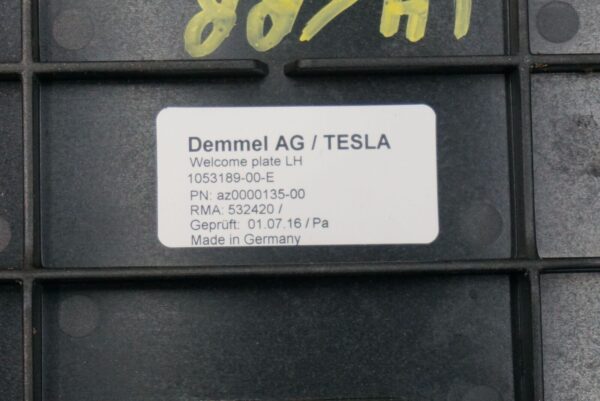 Demmel AG / TESLA
Welcome plate LH
1053189-00-E
PN: az0000135-00
RMA: 532420 /
Geprüft: 01.07.16 / Pa
Made in Germany